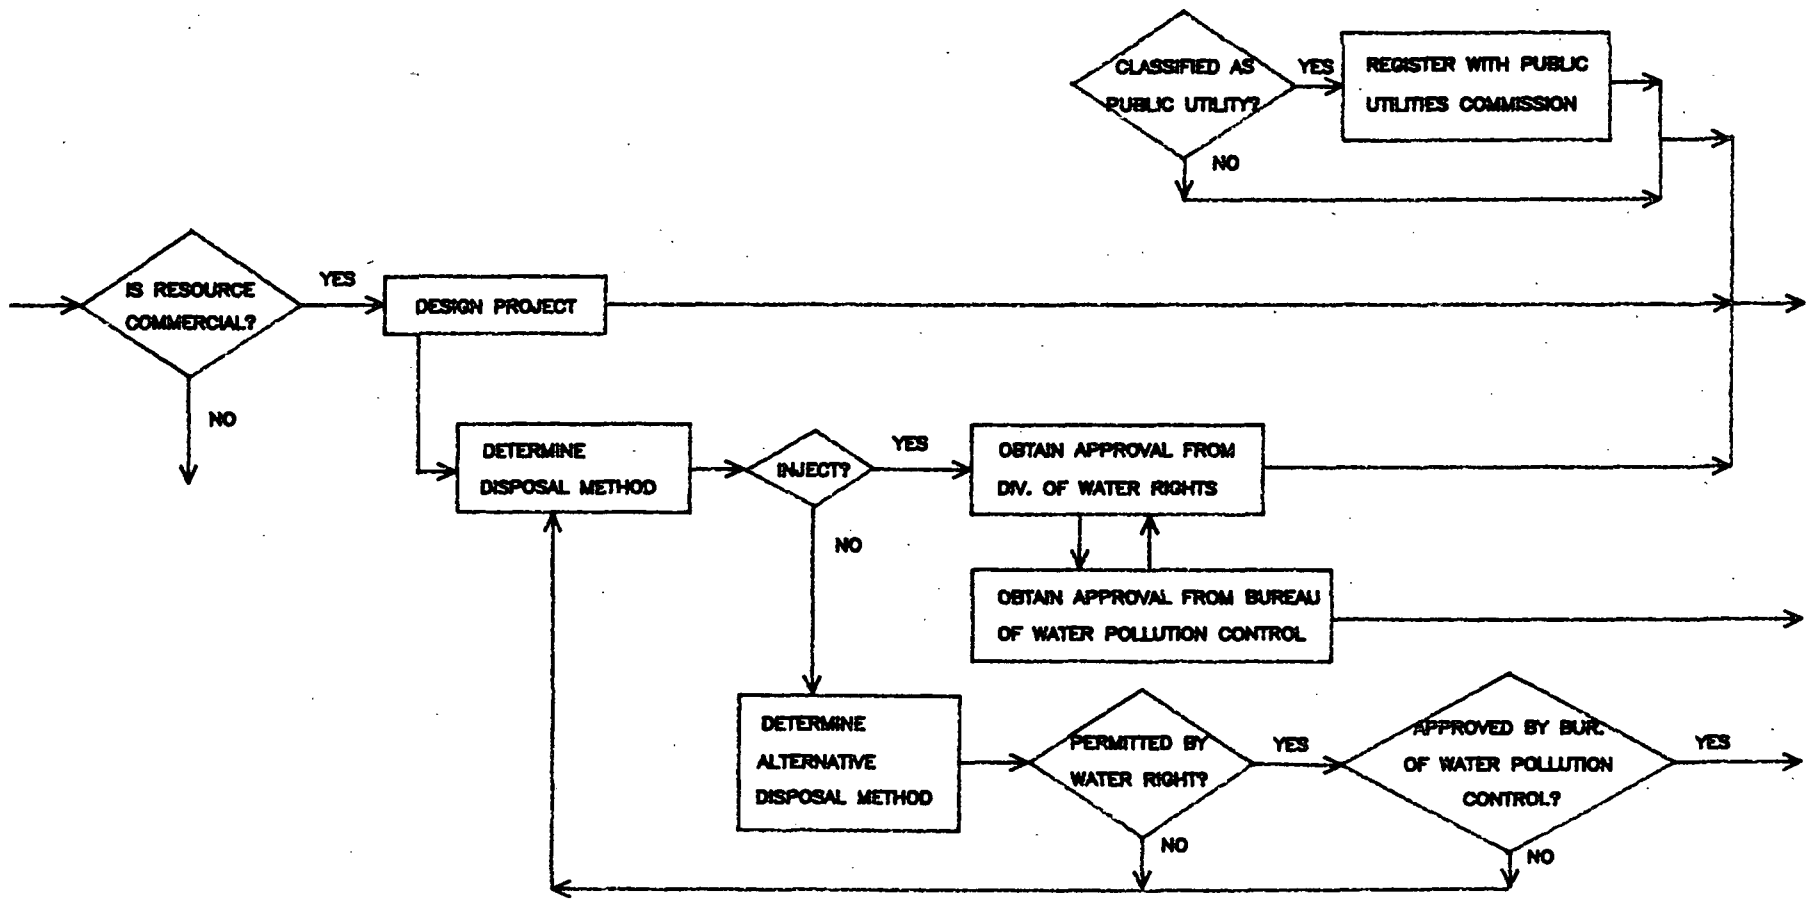 CLASSIFIED AS
PUBLIC UTILITY?
YES
REGISTER WITH PUBLIC
UTILITIES COMMISSION
NO
IS RESOURCE
COMMERCIAL?
YES
DESIGN PROJECT
NO
DETERMINE
DISPOSAL METHOD
INJECT?
YES
OBTAIN APPROVAL FROM
DIV. OF WATER RIGHTS
NO
OBTAIN APPROVAL FROM BUREAU
OF WATER POLLUTION CONTROL
DETERMINE
ALTERNATIVE
DISPOSAL METHOD
PERMITTED BY
WATER RIGHT?
YES
APPROVED BY BUR.
OF WATER POLLUTION
CONTROL?
YES
NO
NO